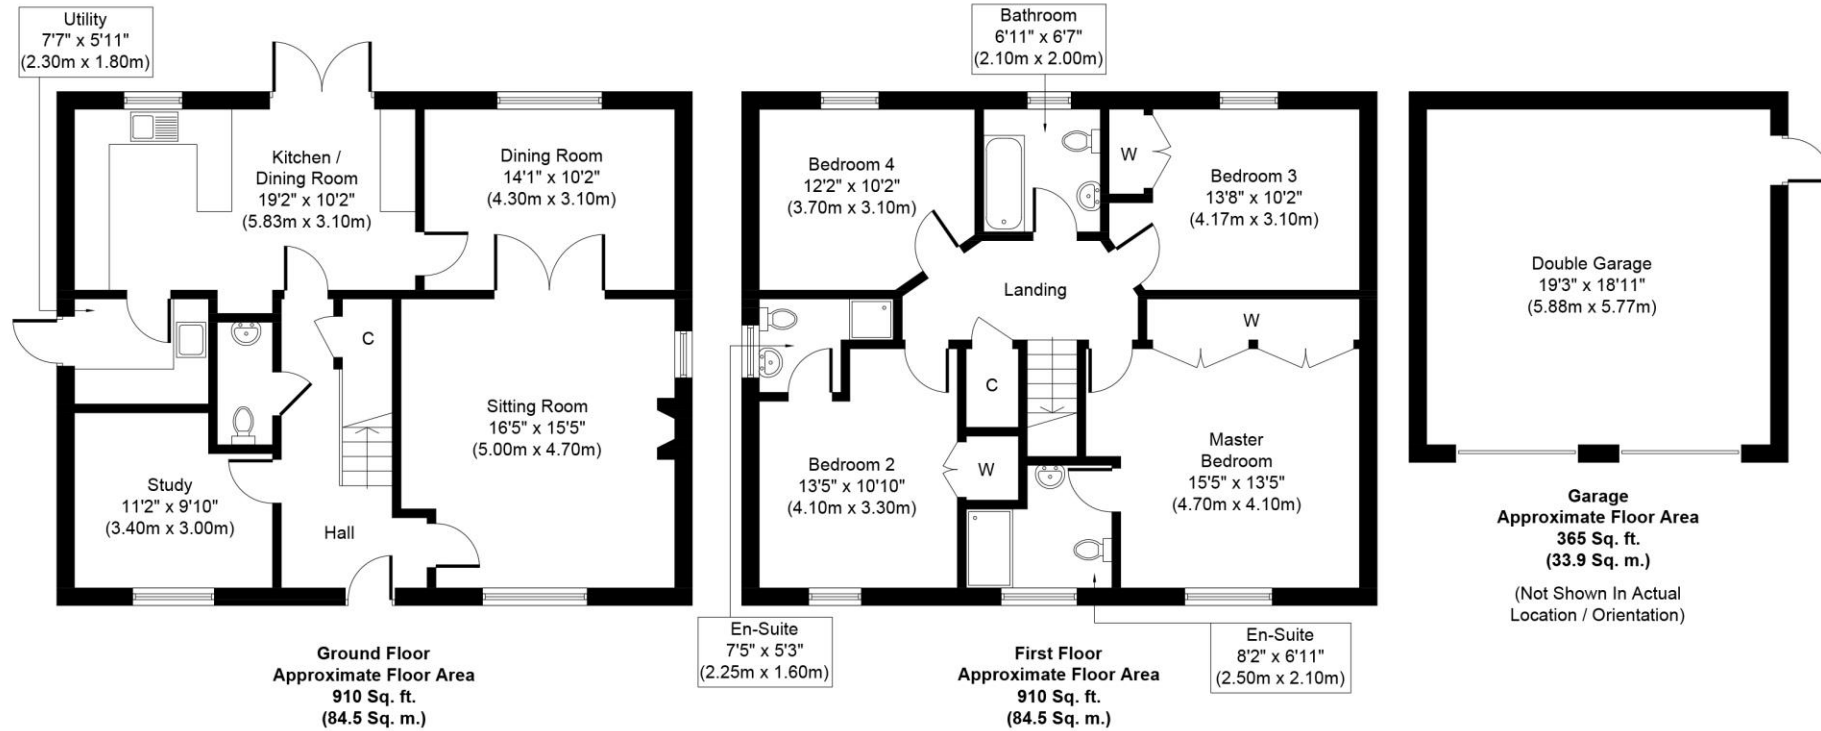 Utility
7'7" x 5'11"
(2.30m x 1.80m)
Kitchen /
Dining Room
19'2" x 10'2"
(5.83m x 3.10m)
Dining Room
14'1" x 10'2"
(4.30m x 3.10m)
C
Sitting Room
16'5" x 15'5"
(5.00m x 4.70m)
Study
11'2" x 9'10"
(3.40m x 3.00m)
Hall
Ground Floor
Approximate Floor Area
910 Sq. ft.
(84.5 Sq. m.)
Bathroom
6'11" x 6'7"
(2.10m x 2.00m)
Bedroom 4
12'2" x 10'2"
(3.70m x 3.10m)
W
Bedroom 3
13'8" x 10'2"
(4.17m x 3.10m)
Landing
W
C
Bedroom 2
13'5" x 10'10"
(4.10m x 3.30m)
W
Master
Bedroom
15'5" x 13'5"
(4.70m x 4.10m)
En-Suite
7'5" x 5'3"
(2.25m x 1.60m)
En-Suite
8'2" x 6'11"
(2.50m x 2.10m)
First Floor
Approximate Floor Area
910 Sq. ft.
(84.5 Sq. m.)
Double Garage
19'3" x 18'11"
(5.88m x 5.77m)
Garage
Approximate Floor Area
365 Sq. ft.
(33.9 Sq. m.)
(Not Shown In Actual
Location / Orientation)